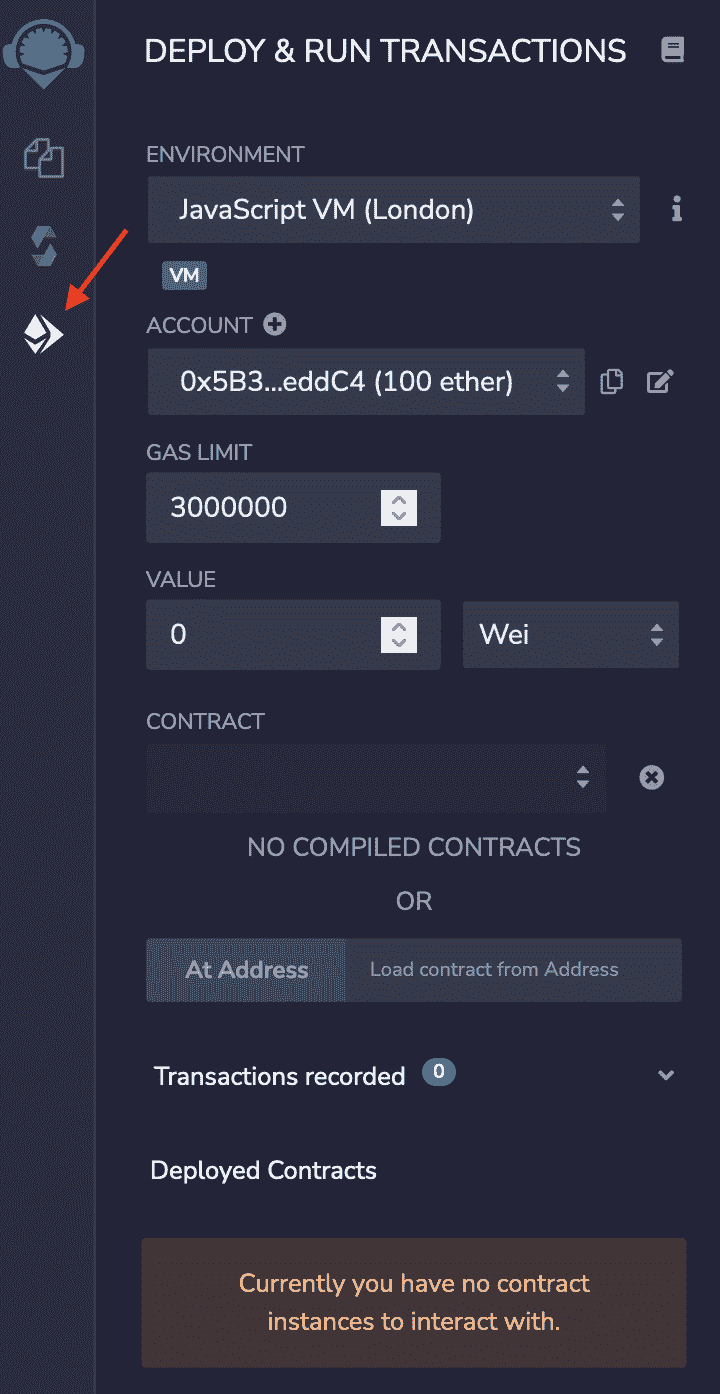 DEPLOY & RUN TRANSACTIONS
ENVIRONMENT
JavaScript VM (London)
VM
ACCOUNT
0x5B3...eddC4 (100 ether)
GAS LIMIT
3000000
VALUE
0
Wei
CONTRACT
NO COMPILED CONTRACTS
OR
At Address
Load contract from Address
Transactions recorded 0
Deployed Contracts
Currently you have no contract
instances to interact with.